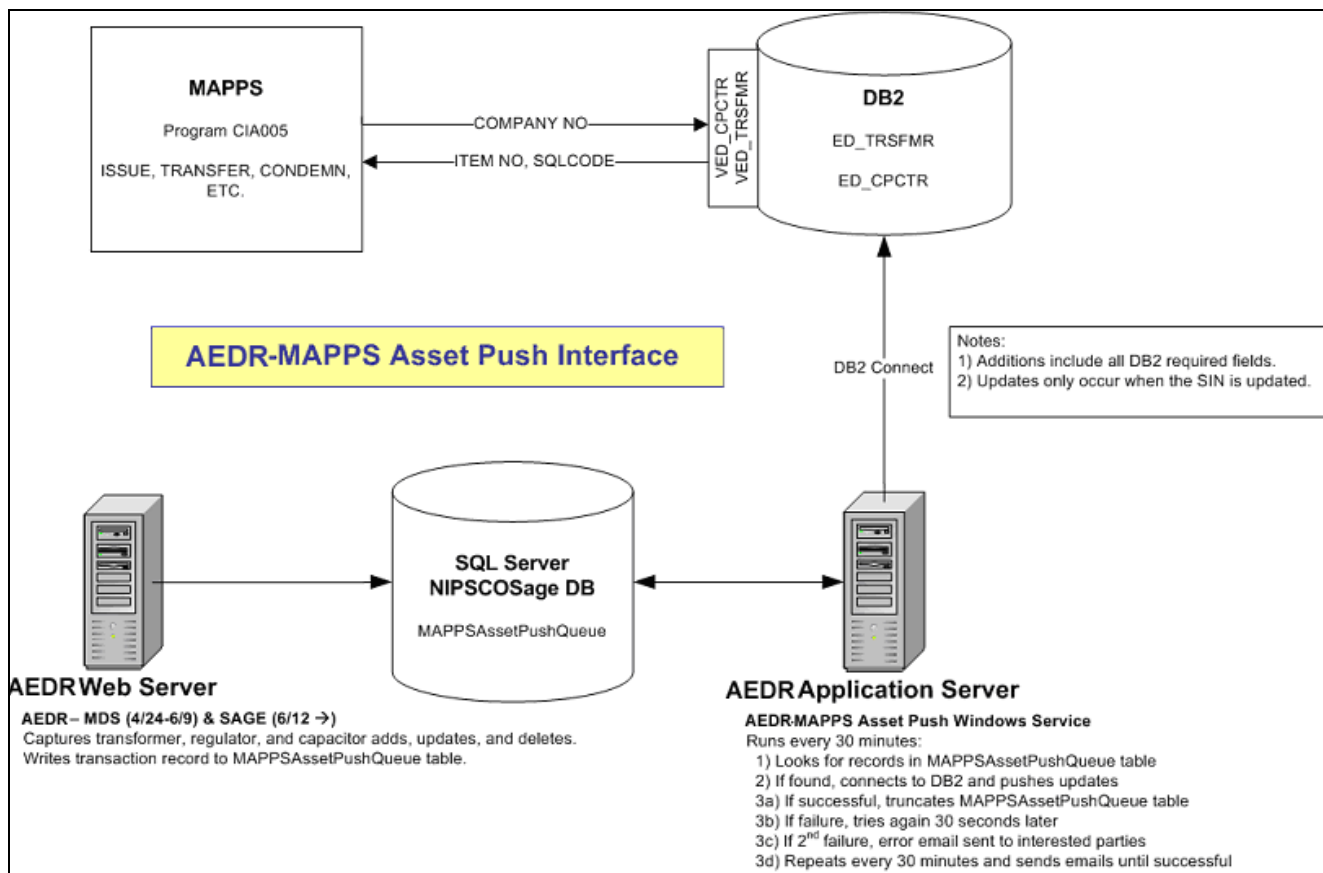 MAPPS
Program CIA005
ISSUE, TRANSFER, CONDEMN,
ETC.
COMPANY NO
ITEM NO, SQLCODE
VED_CPCTR
VED_TRSFMR
DB2
ED_TRSFMR
ED_CPCTR
AEDR-MAPPS Asset Push Interface
DB2 Connect
Notes:
1) Additions include all DB2 required fields.
2) Updates only occur when the SIN is updated.
SQL Server
NIPSCOSage DB
MAPPSAssetPushQueue
AEDR Web Server
AEDR – MDS (4/24-6/9) & SAGE (6/12 →)
Captures transformer, regulator, and capacitor adds, updates, and deletes.
Writes transaction record to MAPPSAssetPushQueue table.
AEDR Application Server
AEDR-MAPPS Asset Push Windows Service
Runs every 30 minutes:
1) Looks for records in MAPPSAssetPushQueue table
2) If found, connects to DB2 and pushes updates
3a) If successful, truncates MAPPSAssetPushQueue table
3b) If failure, tries again 30 seconds later
3c) If 2nd failure, error email sent to interested parties
3d) Repeats every 30 minutes and sends emails until successful